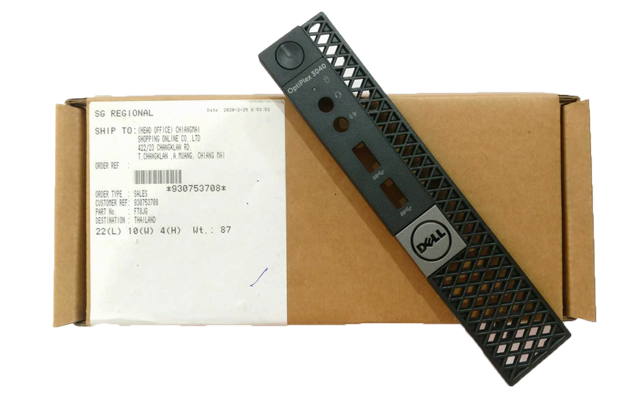 SG REGIONAL
Date 2020-2-25
SHIP TO: (HEAD OFFICE) CHIANGMAI
SHOPPING ONLINE CO.,LTD
422/23 CHANGKLAN RD.
T.CHANGKLAN ,A.MUANG, CHIANG MAI
ORDER REF :
*930753708*
ORDER TYPE : SALES
CUSTOMER REF: 930753708
PART No : FT8JG
DESTINATION : THAILAND
22(L) 10(W) 4(H) Wt.: 87
OptiPlex 3040
DELL